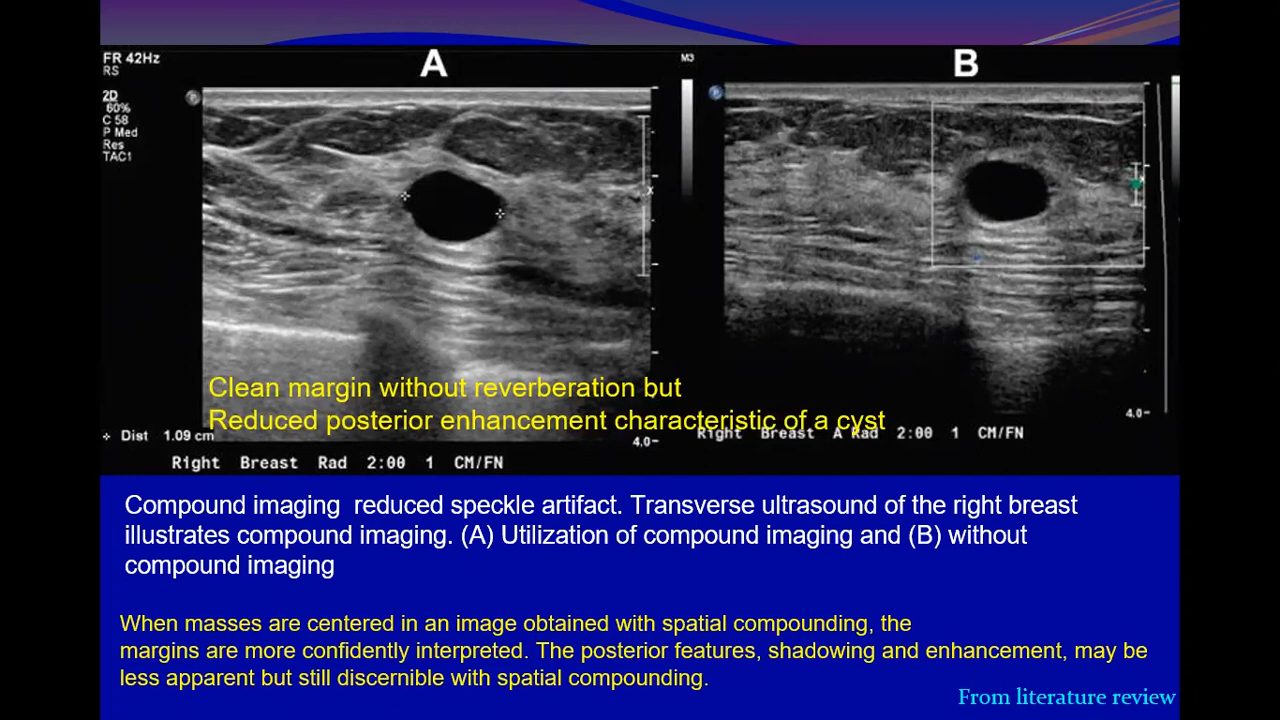 A
B
FR 42Hz
RS
2D
60%
C 58
P Med
Res
TAC1
M3
P
P
x
Clean margin without reverberation but
Reduced posterior enhancement characteristic of a cyst
Dist 1.09 cm
4.0
Right Breast Rad 2:00 1 CM/FN
4.0
Right Breast A Rad 2:00 1 CM/FN
Compound imaging reduced speckle artifact. Transverse ultrasound of the right breast
illustrates compound imaging. (A) Utilization of compound imaging and (B) without
compound imaging
When masses are centered in an image obtained with spatial compounding, the
margins are more confidently interpreted. The posterior features, shadowing and enhancement, may be
less apparent but still discernible with spatial compounding.
From literature review